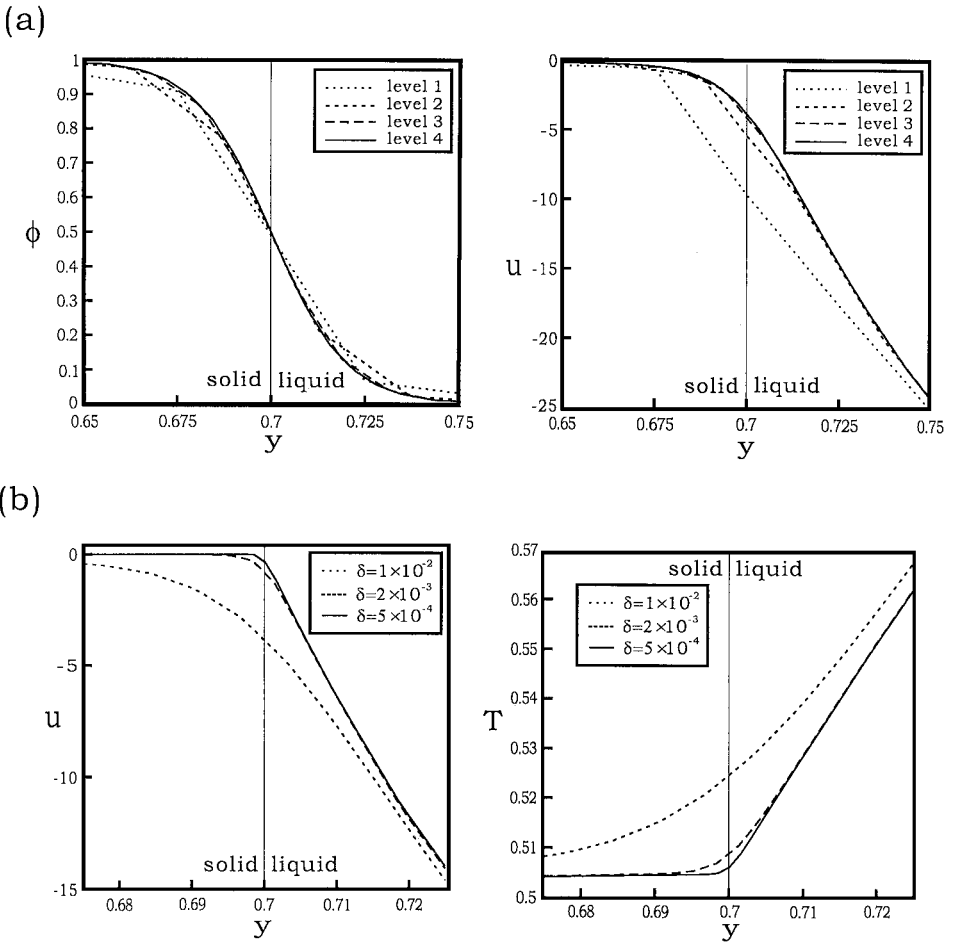 (a)
1
0.9
0.8
0.7
0.6
0.5
0.4
0.3
0.2
0.1
0
ϕ
level 1
level 2
level 3
level 4
solid liquid
0.65 0.675 0.7 0.725 0.75
y
0
-5
-10
-15
-20
-25
u
level 1
level 2
level 3
level 4
solid liquid
0.65 0.675 0.7 0.725 0.75
y
(b)
0
-5
-10
-15
u
δ=1×10⁻²
δ=2×10⁻³
δ=5×10⁻⁴
solid liquid
0.68 0.69 0.7 0.71 0.72
y
0.57
0.56
0.55
0.54
0.53
0.52
0.51
0.5
T
solid liquid
δ=1×10⁻²
δ=2×10⁻³
δ=5×10⁻⁴
0.68 0.69 0.7 0.71 0.72
y